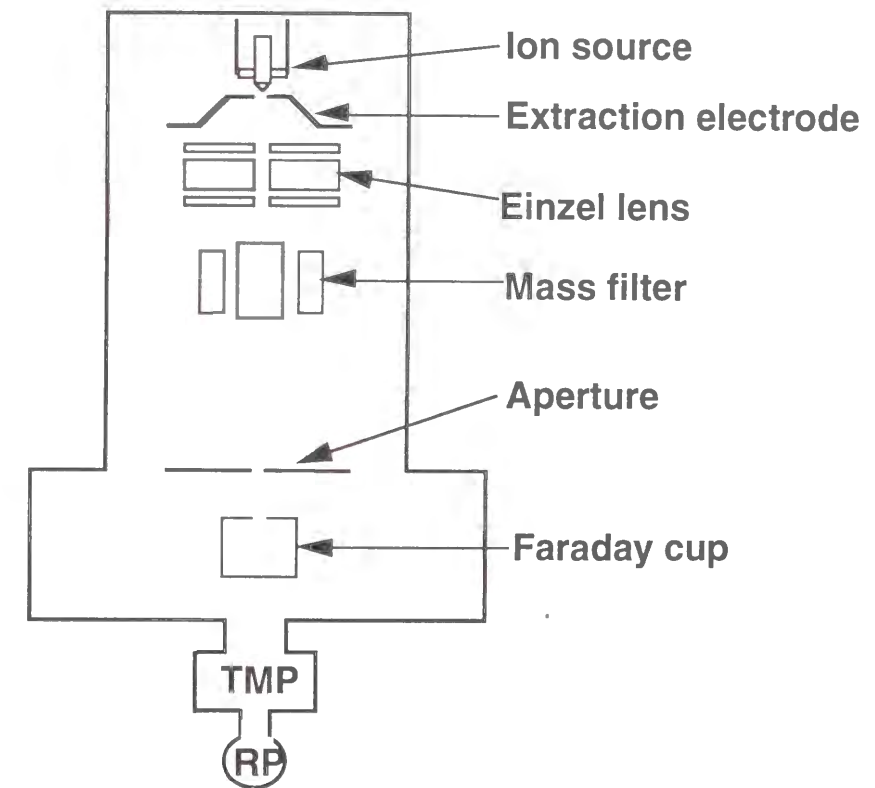 Ion source
Extraction electrode
Einzel lens
Mass filter
Aperture
Faraday cup
TMP
RP